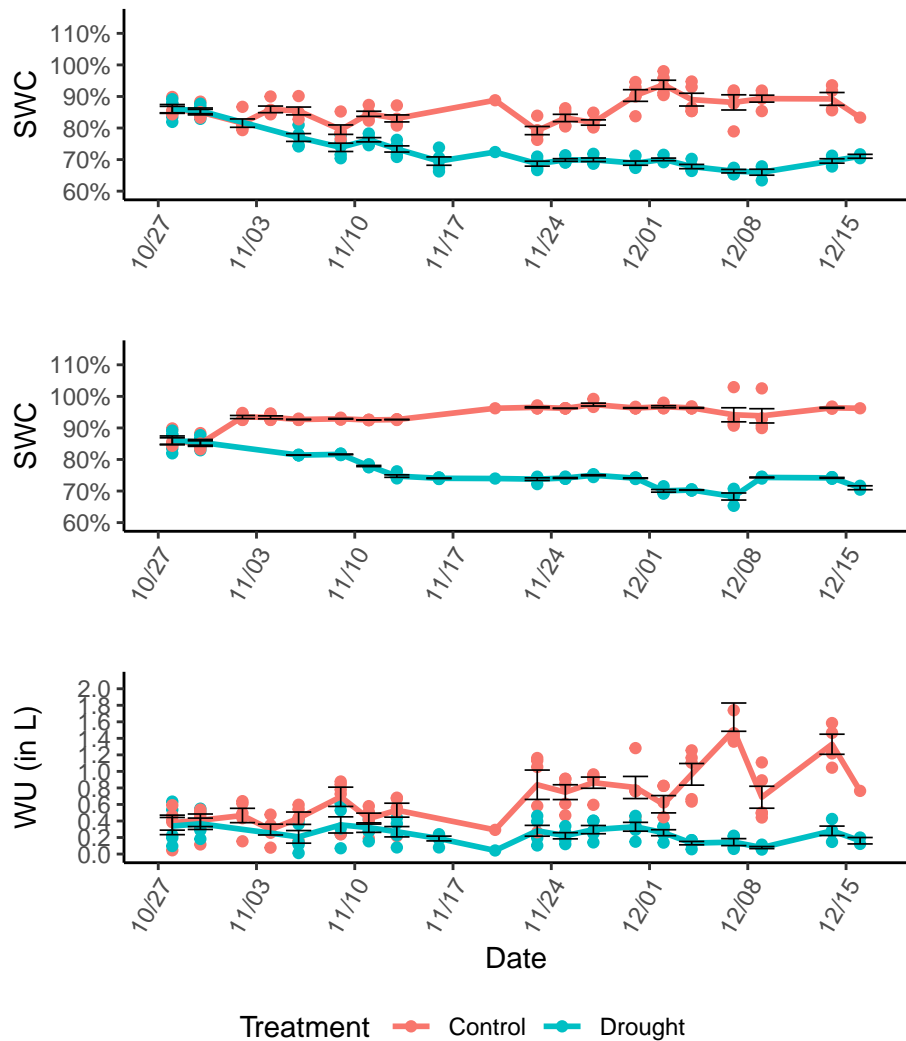 SWC
110%
100%
90%
80%
70%
60%
10/27 11/03 11/10 11/17 11/24 12/01 12/08 12/15
SWC
110%
100%
90%
80%
70%
60%
10/27 11/03 11/10 11/17 11/24 12/01 12/08 12/15
WU (in L)
2.0
1.8
1.6
1.4
1.2
1.0
0.8
0.6
0.4
0.2
0.0
10/27 11/03 11/10 11/17 11/24 12/01 12/08 12/15
Date
Treatment Control Drought